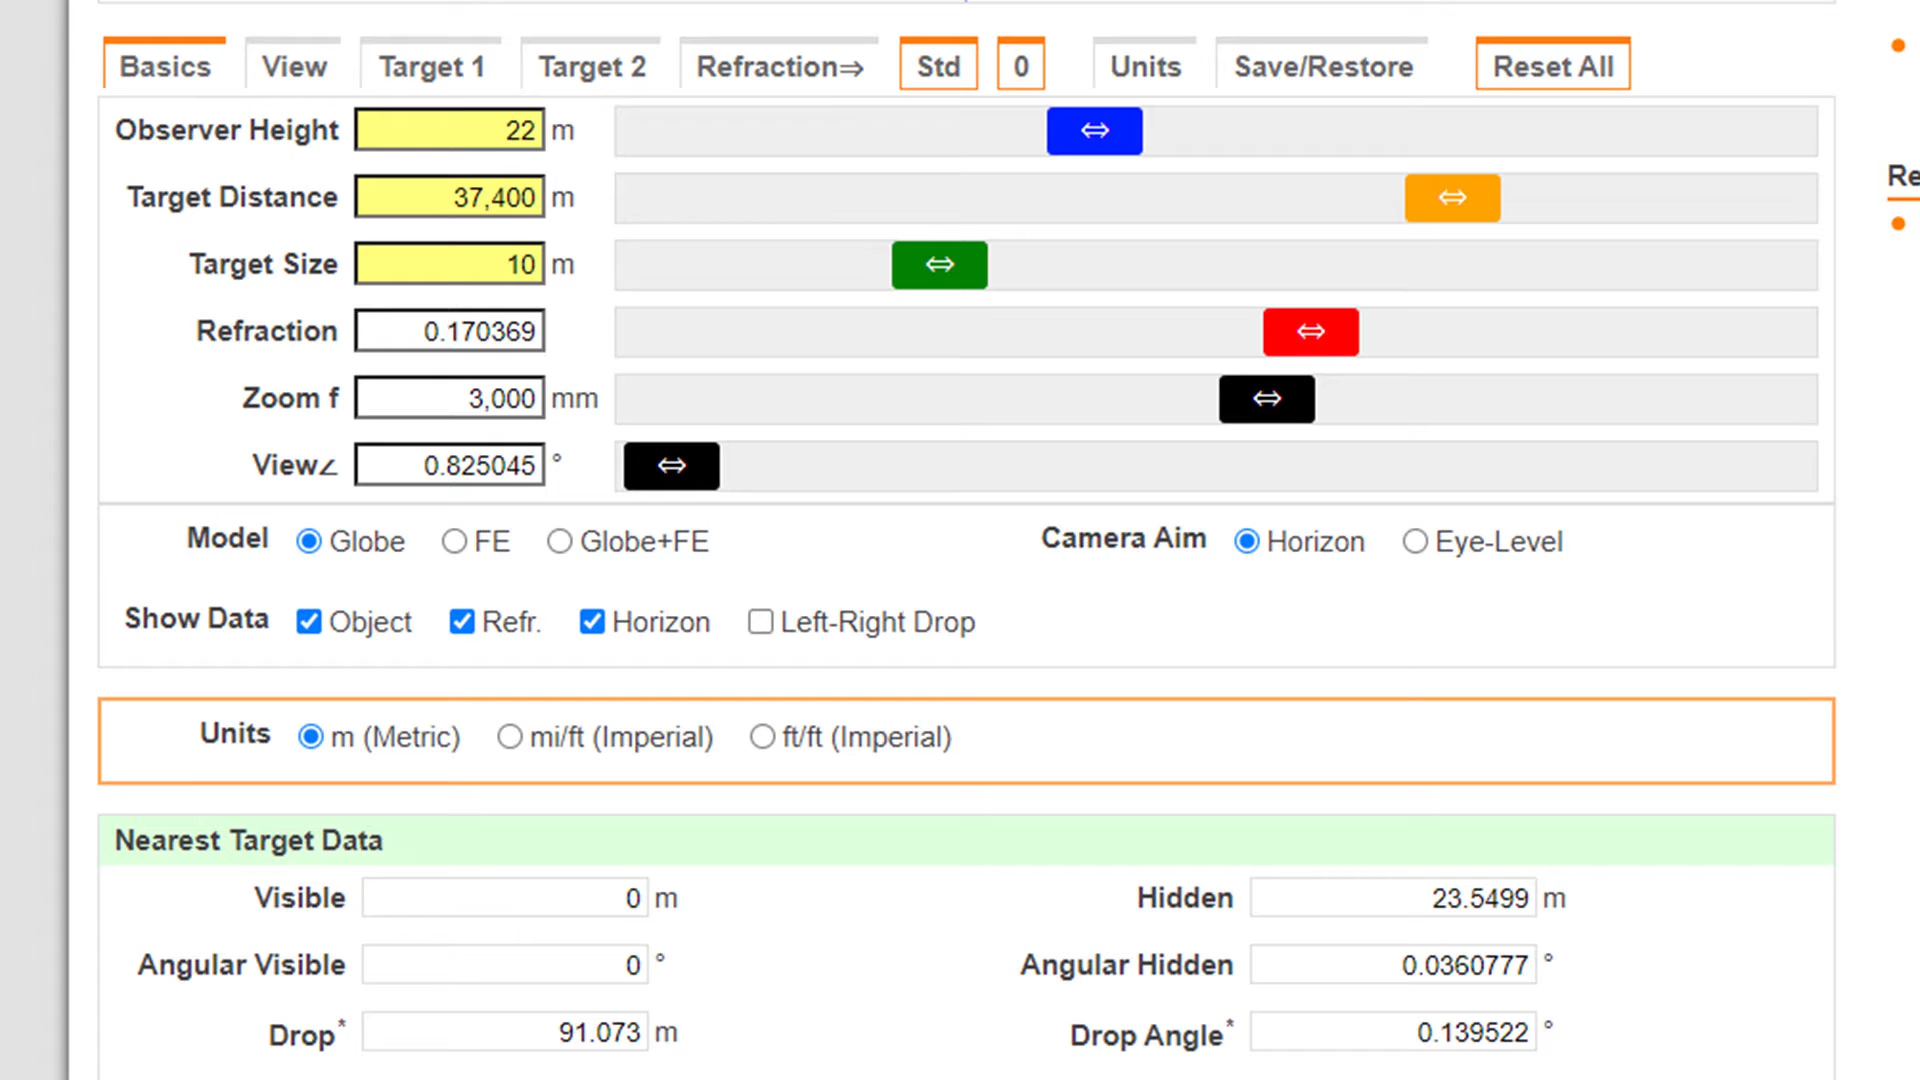 Basics View Target 1 Target 2 Refraction⇒ Std 0 Units Save/Restore Reset All
Observer Height 22 m
Target Distance 37,400 m
Target Size 10 m
Refraction 0.170369
Zoom f 3,000 mm
View∠ 0.825045 °
Model Globe FE Globe+FE Camera Aim Horizon Eye-Level
Show Data Object Refr. Horizon Left-Right Drop
Units m (Metric) mi/ft (Imperial) ft/ft (Imperial)
Nearest Target Data
Visible 0 m Hidden 23.5499 m
Angular Visible 0 ° Angular Hidden 0.0360777 °
Drop* 91.073 m Drop Angle* 0.139522 °
Re